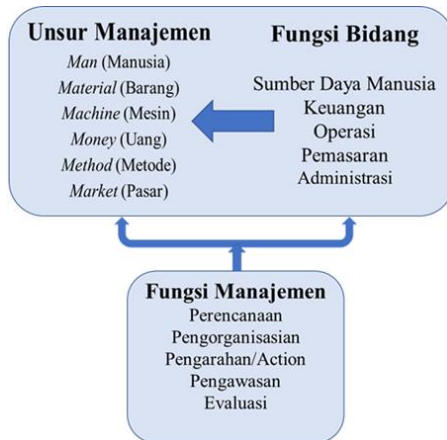 Unsur Manajemen
Man (Manusia)
Material (Barang)
Machine (Mesin)
Money (Uang)
Method (Metode)
Market (Pasar)
Fungsi Bidang
Sumber Daya Manusia
Keuangan
Operasi
Pemasaran
Administrasi
Fungsi Manajemen
Perencanaan
Pengorganisasian
Pengarahan/Action
Pengawasan
Evaluasi